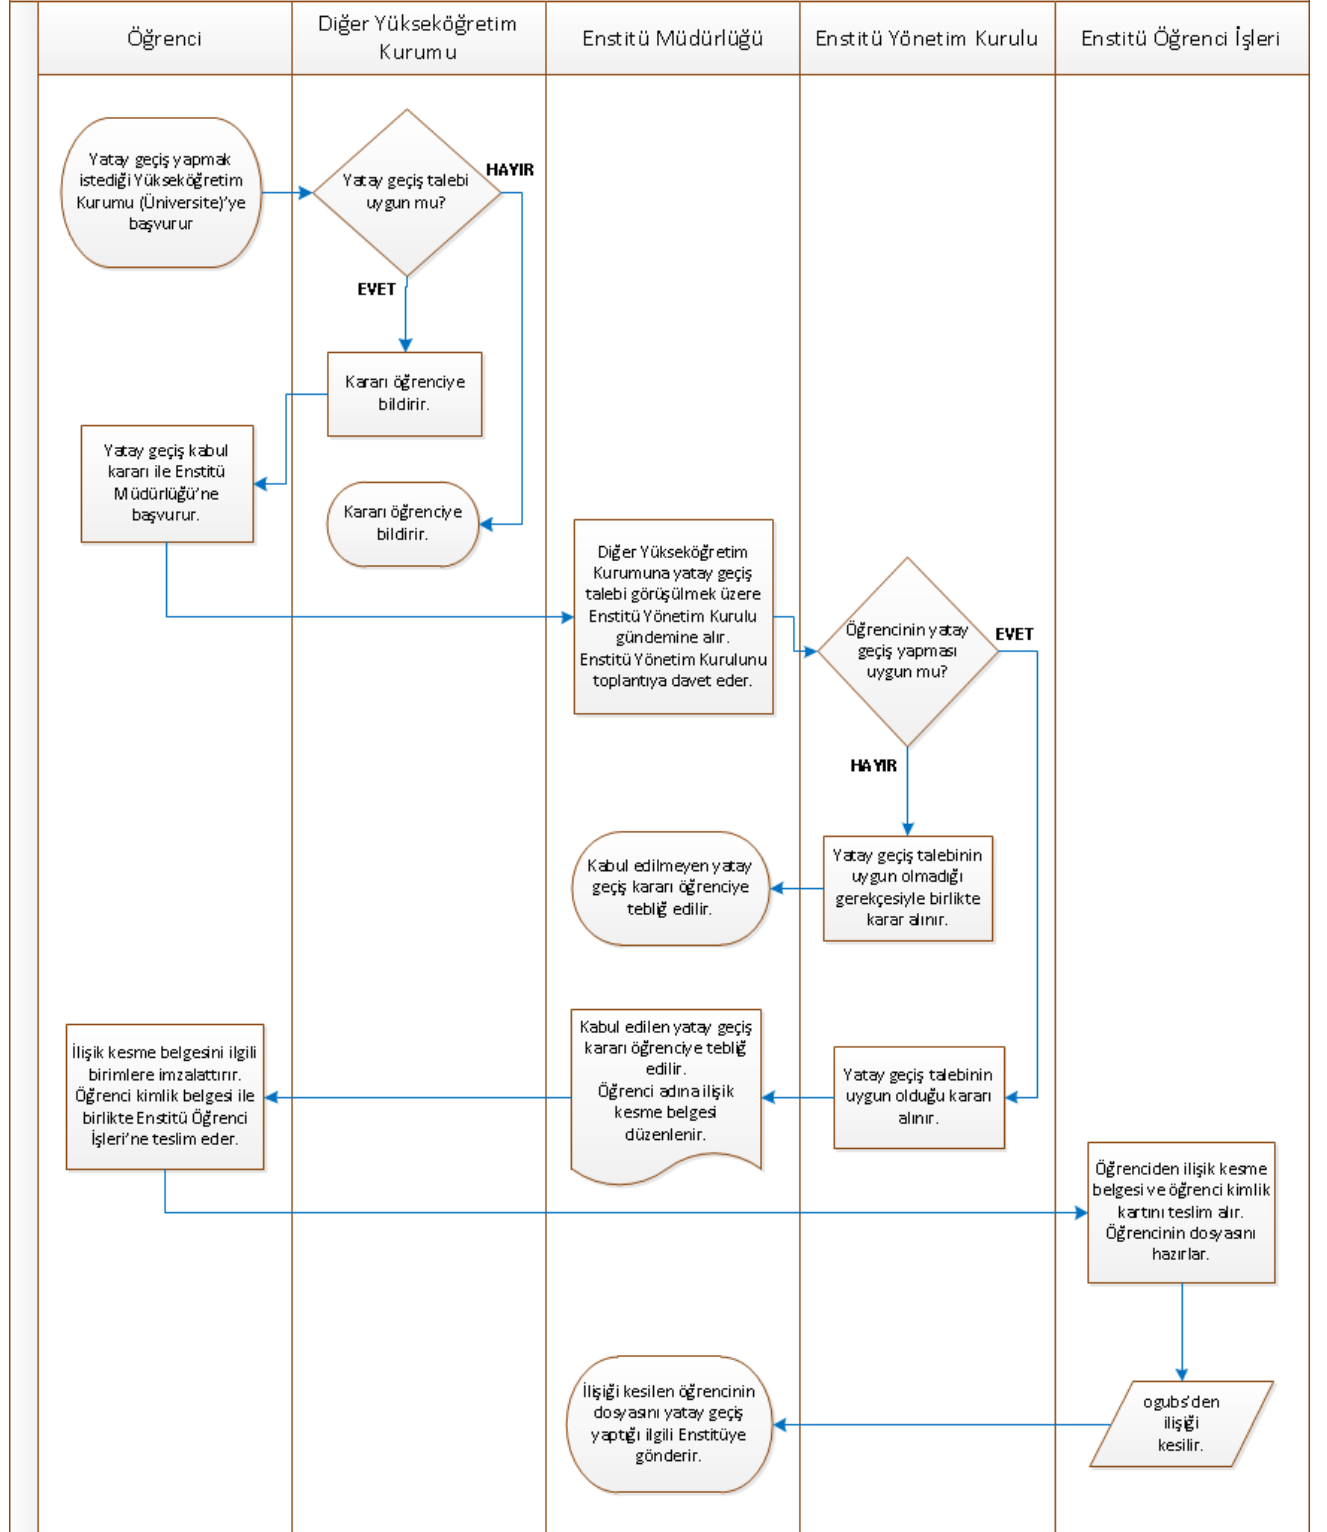 Öğrenci
Diğer Yükseköğretim
Kurumu
Enstitü Müdürlüğü
Enstitü Yönetim Kurulu
Enstitü Öğrenci İşleri
Yatay geçiş yapmak
istediği Yükseköğretim
Kurumu (Üniversite)'ye
başvurur
Yatay geçiş talebi
uygun mu?
HAYIR
EVET
Kararı öğrenciye
bildirir.
Yatay geçiş kabul
kararı ile Enstitü
Müdürlüğü'ne
başvurur.
Kararı öğrenciye
bildirir.
Diğer Yükseköğretim
Kurumuna yatay geçiş
talebi görüşülmek üzere
Enstitü Yönetim Kurulu
gündemine alır.
Enstitü Yönetim Kurulunu
toplantıya davet eder.
Öğrencinin yatay
geçiş yapması
uygun mu?
EVET
HAYIR
Yatay geçiş talebinin
uygun olmadığı
gerekçesiyle birlikte
karar alınır.
Kabul edilmeyen yatay
geçiş kararı öğrenciye
tebliğ edilir.
Yatay geçiş talebinin
uygun olduğu kararı
alınır.
Kabul edilen yatay geçiş
kararı öğrenciye tebliğ
edilir.
Öğrenci adına ilişik
kesme belgesi
düzenlenir.
İlişik kesme belgesini ilgili
birimlere imzalattırır.
Öğrenci kimlik belgesi ile
birlikte Enstitü Öğrenci
İşleri'ne teslim eder.
Öğrenciden ilişik kesme
belgesi ve öğrenci kimlik
kartını teslim alır.
Öğrencinin dosyasını
hazırlar.
ogubs'den
ilişiği
kesilir.
İlişiği kesilen öğrencinin
dosyasını yatay geçiş
yaptığı ilgili Enstitüye
gönderir.